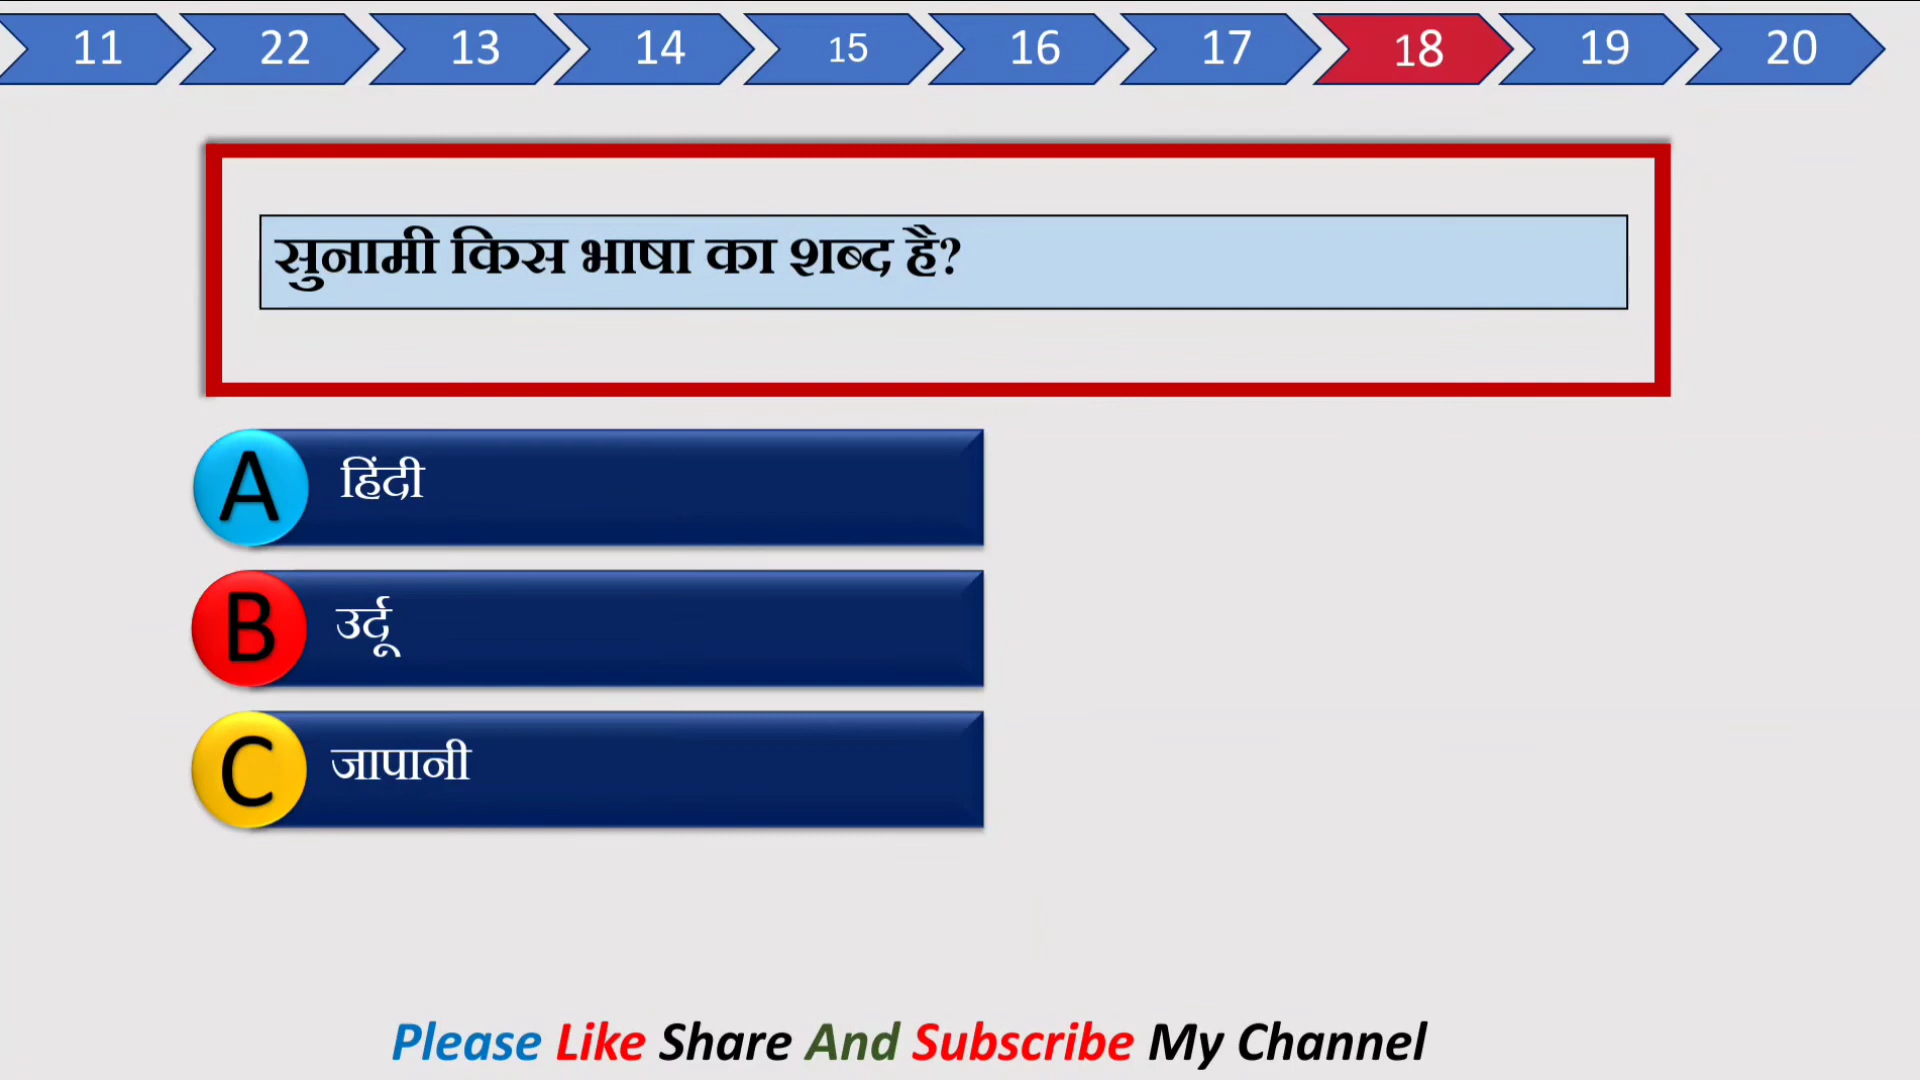 11 22 13 14 15 16 17 18 19 20
सुनामी किस भाषा का शब्द है?
A हिंदी
B उर्दू
C जापानी
Please Like Share And Subscribe My Channel